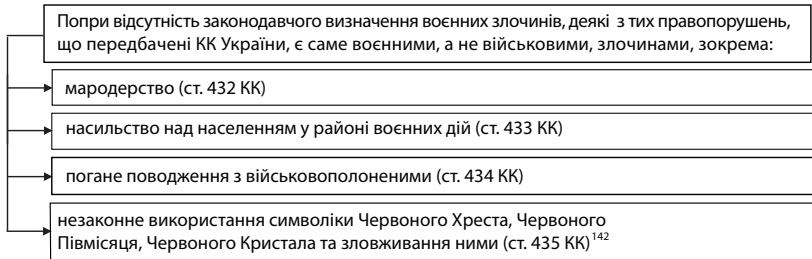 Попри відсутність законодавчого визначення воєнних злочинів, деякі з тих правопорушень,
що передбачені КК України, є саме воєнними, а не військовими, злочинами, зокрема:
мародерство (ст. 432 КК)
насильство над населенням у районі воєнних дій (ст. 433 КК)
погане поводження з військовополоненими (ст. 434 КК)
незаконне використання символіки Червоного Хреста, Червоного
Півмісяця, Червоного Кристала та зловживання ними (ст. 435 КК)142